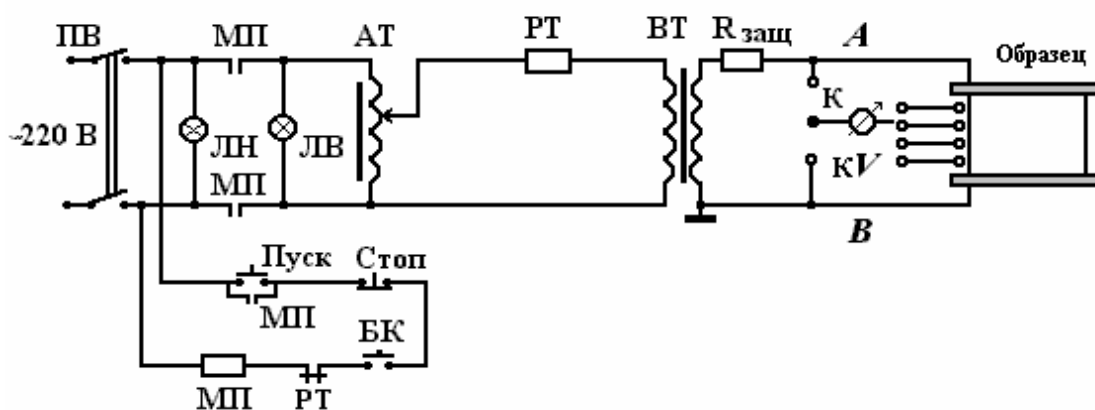 ПВ
МП
АТ
РТ
ВТ
R защ
A
Образец
К
~220 В
ЛН
ЛВ
МП
КV
B
Пуск
Стоп
МП
БК
МП
РТ